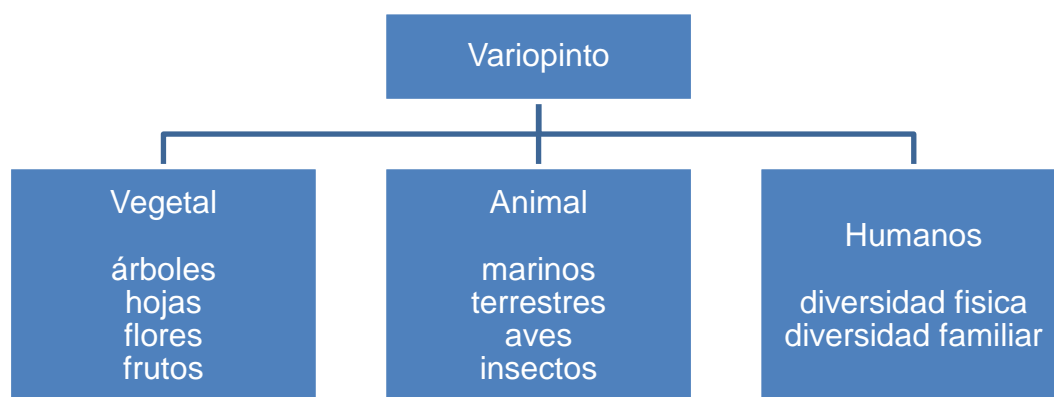 Variopinto
Vegetal
árboles
hojas
flores
frutos
Animal
marinos
terrestres
aves
insectos
Humanos
diversidad fisica
diversidad familiar